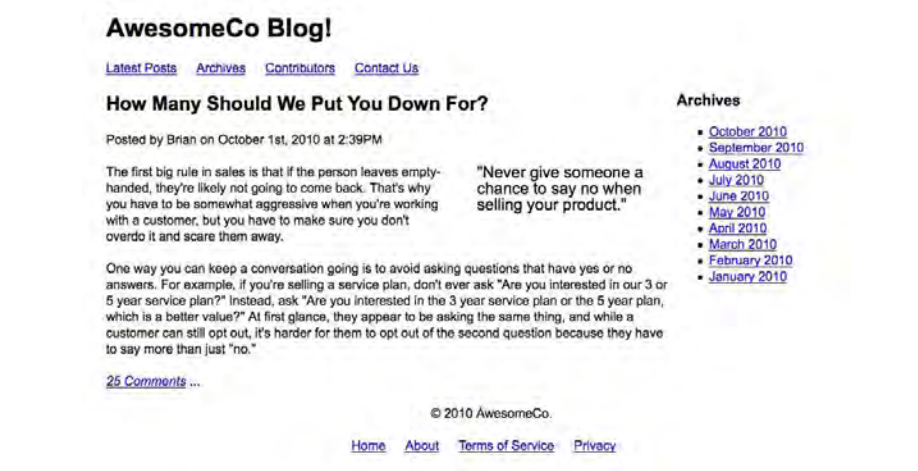 AwesomeCo Blog!
Latest Posts Archives Contributors Contact Us
How Many Should We Put You Down For?
Posted by Brian on October 1st, 2010 at 2:39PM
The first big rule in sales is that if the person leaves empty-
handed, they're likely not going to come back. That's why
you have to be somewhat aggressive when you're working
with a customer, but you have to make sure you don't
overdo it and scare them away.
"Never give someone a
chance to say no when
selling your product."
One way you can keep a conversation going is to avoid asking questions that have yes or no
answers. For example, if you're selling a service plan, don't ever ask "Are you interested in our 3 or
5 year service plan?" Instead, ask "Are you interested in the 3 year service plan or the 5 year plan,
which is a better value?" At first glance, they appear to be asking the same thing, and while a
customer can still opt out, it's harder for them to opt out of the second question because they have
to say more than just "no."
25 Comments ...
Archives
October 2010
September 2010
August 2010
July 2010
June 2010
May 2010
April 2010
March 2010
February 2010
January 2010
© 2010 AwesomeCo.
Home About Terms of Service Privacy